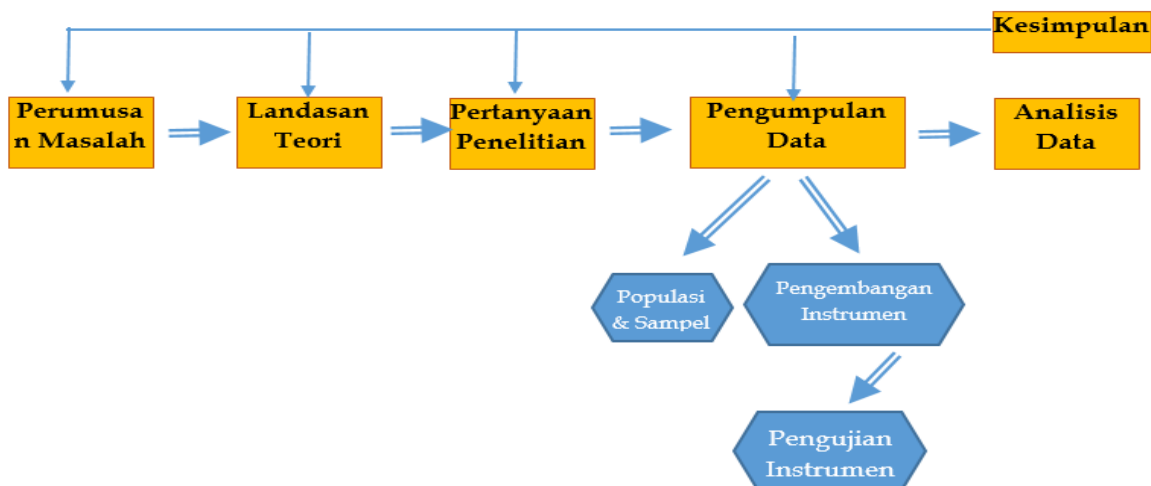 Kesimpulan
Perumusa
n Masalah
Landasan
Teori
Pertanyaan
Penelitian
Pengumpulan
Data
Analisis
Data
Populasi
& Sampel
Pengembangan
Instrumen
Pengujian
Instrumen